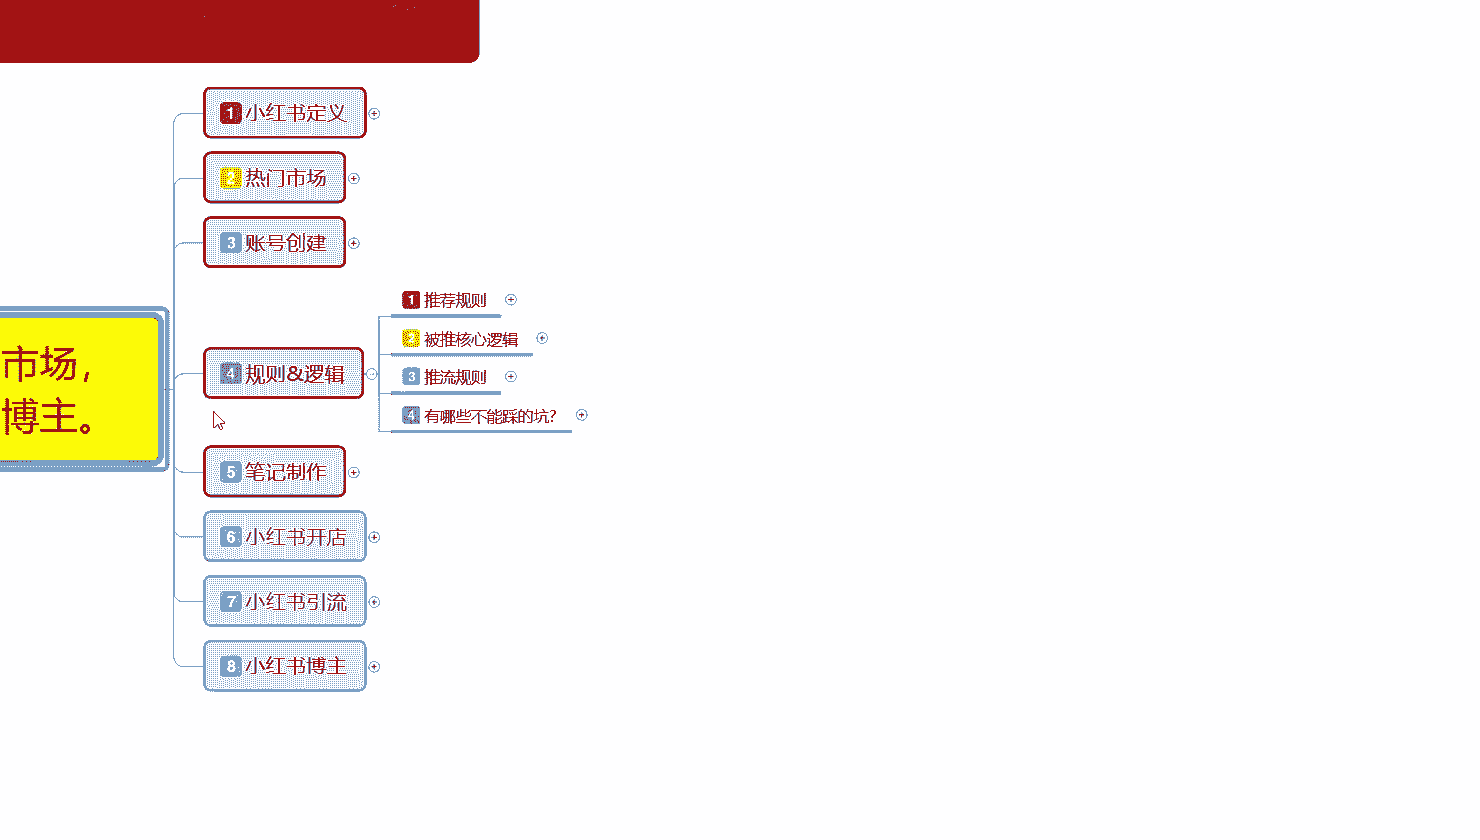 1 小红书定义
2 热门市场
3 账号创建
市场,
博主。
4 规则&逻辑
1 推荐规则
2 被推核心逻辑
3 推流规则
4 有哪些不能踩的坑?
5 笔记制作
6 小红书开店
7 小红书引流
8 小红书博主